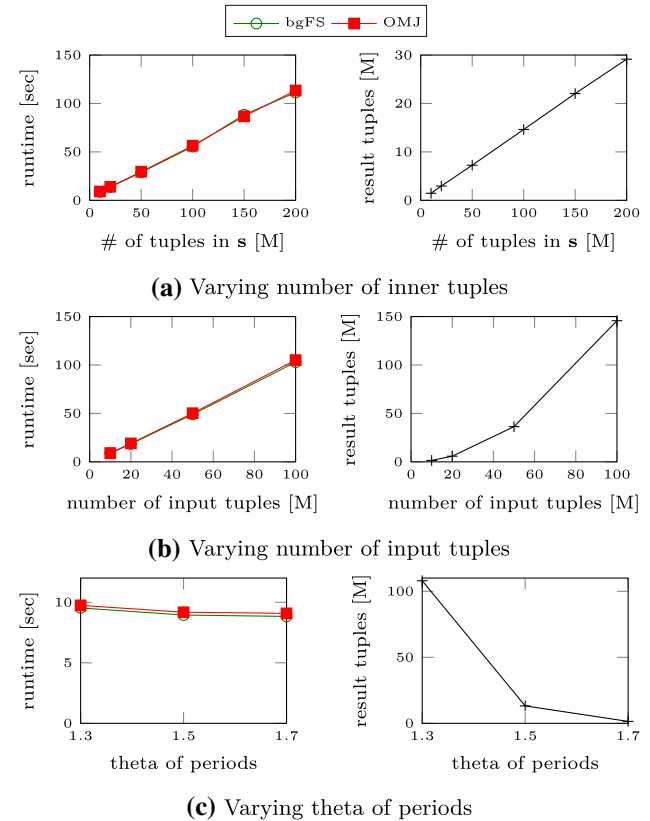 bgFS OMJ
150
100
50
0
0 50 100 150 200
runtime [sec]
# of tuples in s [M]
30
20
10
0
0 50 100 150 200
result tuples [M]
# of tuples in s [M]
(a) Varying number of inner tuples
150
100
50
0
0 20 40 60 80 100
runtime [sec]
number of input tuples [M]
150
100
50
0
0 20 40 60 80 100
result tuples [M]
number of input tuples [M]
(b) Varying number of input tuples
10
5
0
1.3 1.5 1.7
runtime [sec]
theta of periods
100
50
0
1.3 1.5 1.7
result tuples [M]
theta of periods
(c) Varying theta of periods